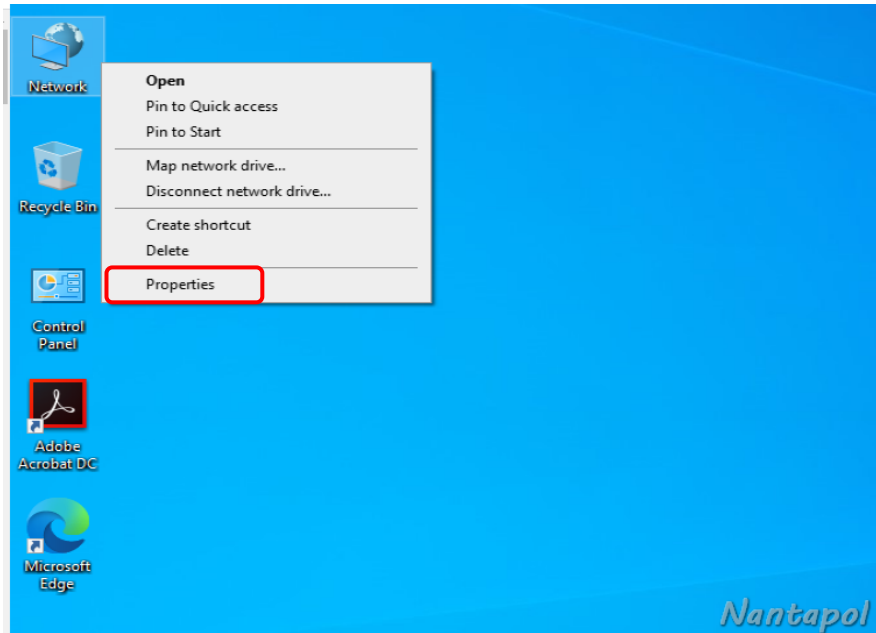 Network
Open
Pin to Quick access
Pin to Start
Map network drive...
Disconnect network drive...
Create shortcut
Delete
Properties
Recycle Bin
Control
Panel
Adobe
Acrobat DC
Microsoft
Edge
Nantapol